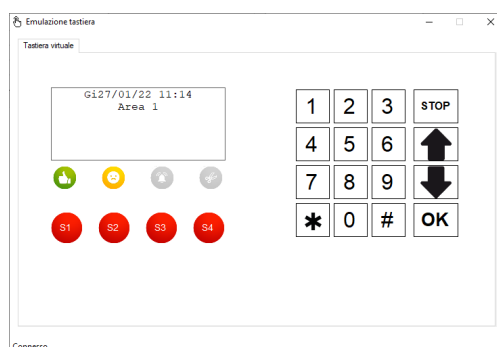 Emulazione tastiera
Tastiera virtuale
Gi27/01/22 11:14
Area 1
S1 S2 S3 S4
1 2 3 STOP
4 5 6
7 8 9
* 0 # OK
Connesso